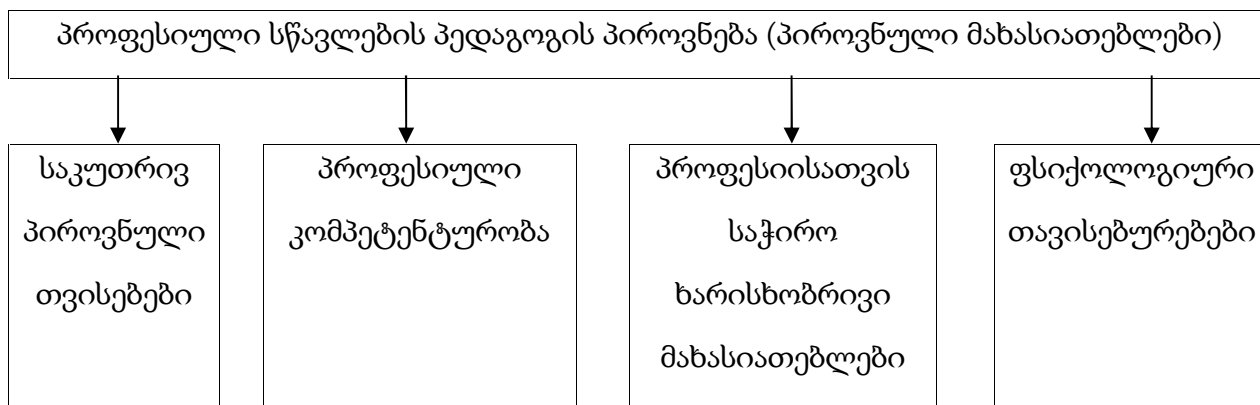 პროფესიული სწავლების პედაგოგის პიროვნება (პიროვნული მახასიათებლები)
საკუთრივ
პიროვნული
თვისებები
პროფესიული
კომპეტენტურობა
პროფესიისათვის
საჭირო
ხარისხობრივი
მახასიათებლები
ფსიქოლოგიური
თავისებურებები